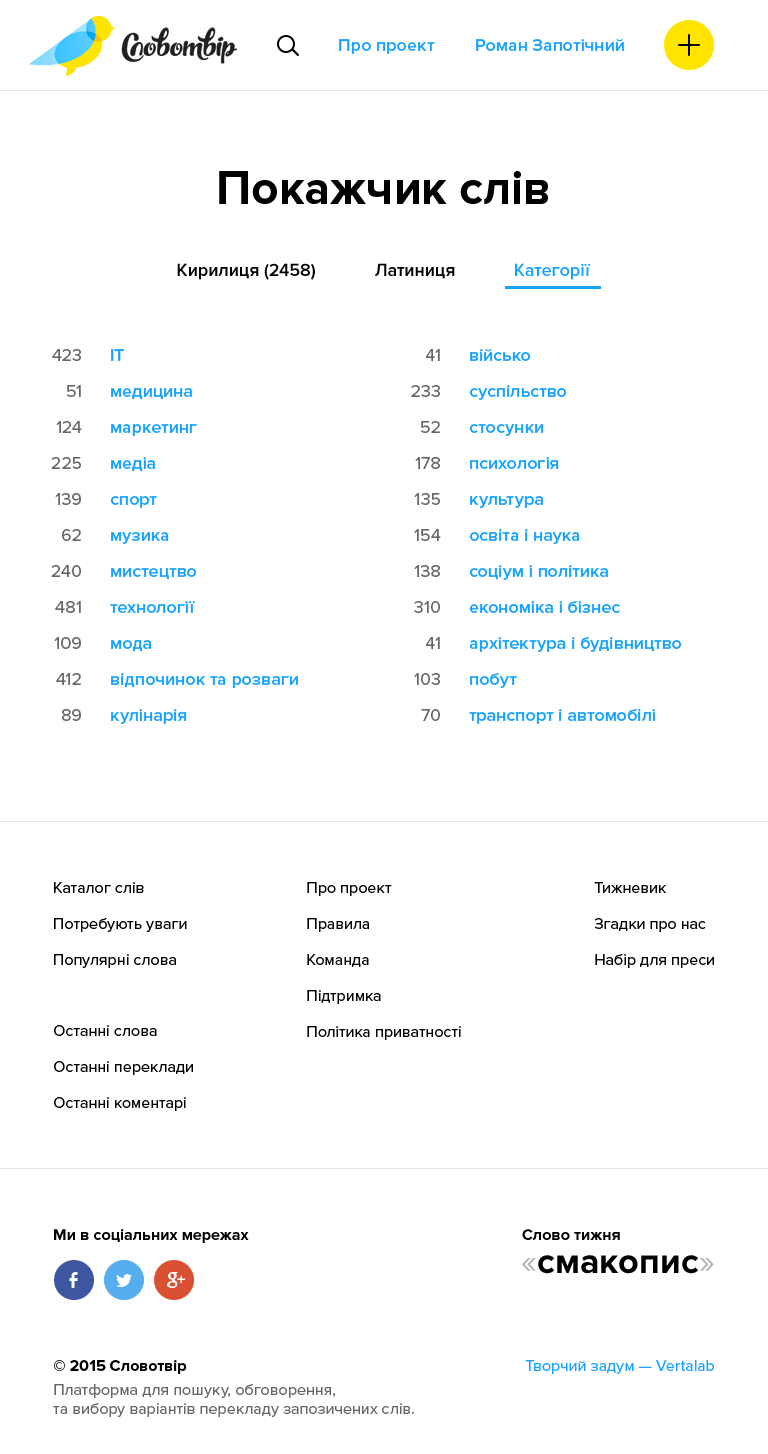 Словотвір
Про проект
Роман Запотічний
Покажчик слів
Кирилиця (2458)
Латиниця
Категорії
423 IT
51 медицина
124 маркетинг
225 медіа
139 спорт
62 музика
240 мистецтво
481 технології
109 мода
412 відпочинок та розваги
89 кулінарія
41 військо
233 суспільство
52 стосунки
178 психологія
135 культура
154 освіта і наука
138 соціум і політика
310 економіка і бізнес
41 архітектура і будівництво
103 побут
70 транспорт і автомобілі
Каталог слів
Потребують уваги
Популярні слова
Останні слова
Останні переклади
Останні коментарі
Про проект
Правила
Команда
Підтримка
Політика приватності
Тижневик
Згадки про нас
Набір для преси
Ми в соціальних мережах
f
g+
Слово тижня
«смакопис»
© 2015 Словотвір
Платформа для пошуку, обговорення,
та вибору варіантів перекладу запозичених слів.
Творчий задум — Vertalab